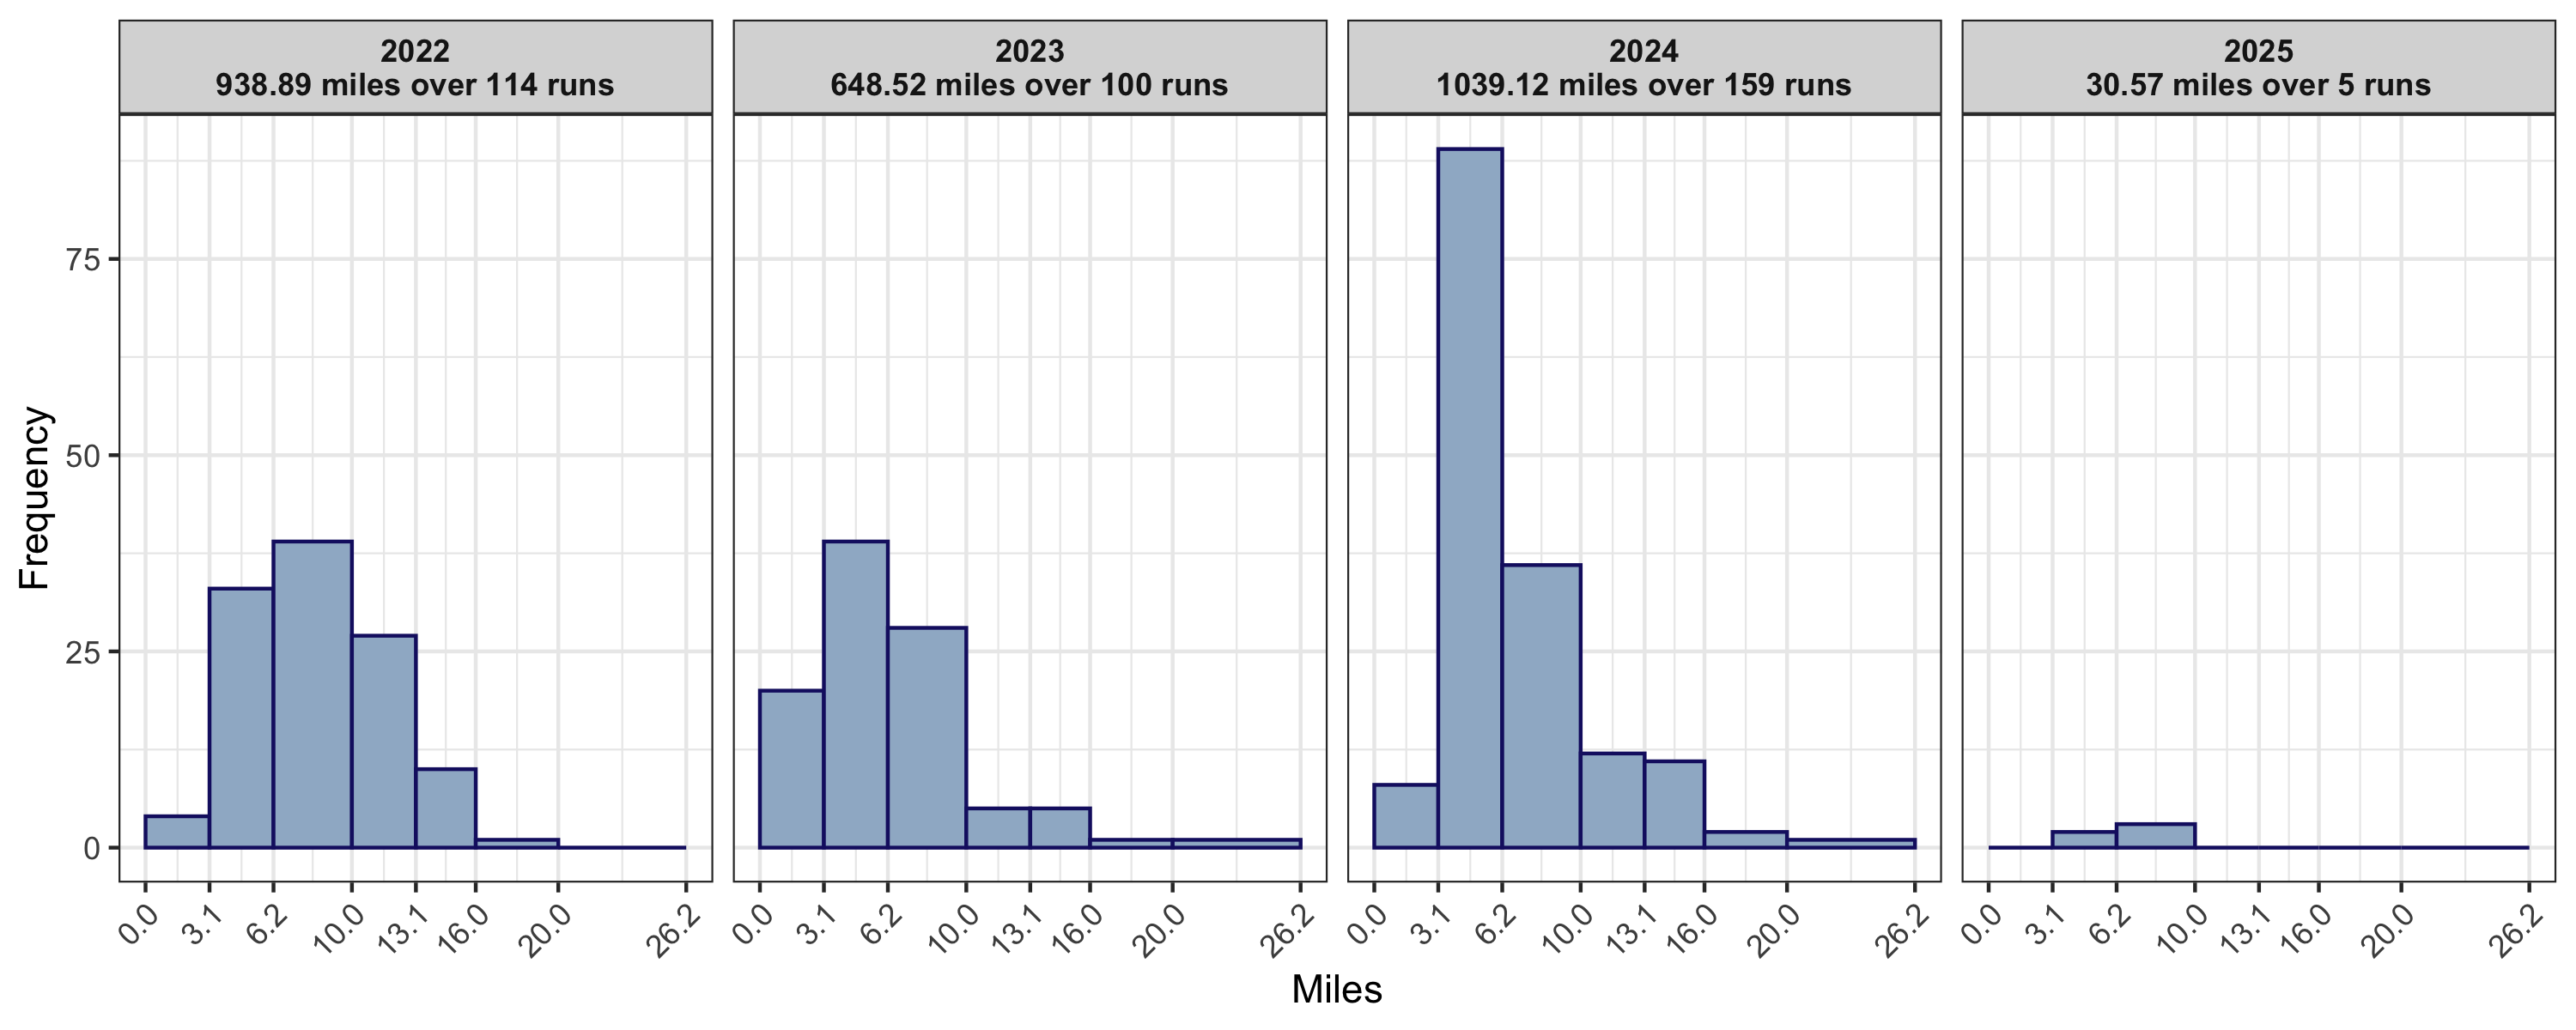 2022
938.89 miles over 114 runs
2023
648.52 miles over 100 runs
2024
1039.12 miles over 159 runs
2025
30.57 miles over 5 runs
Frequency
75
50
25
0
0.0 3.1 6.2 10.0 13.1 16.0 20.0 26.2
0.0 3.1 6.2 10.0 13.1 16.0 20.0 26.2
0.0 3.1 6.2 10.0 13.1 16.0 20.0 26.2
0.0 3.1 6.2 10.0 13.1 16.0 20.0 26.2
Miles